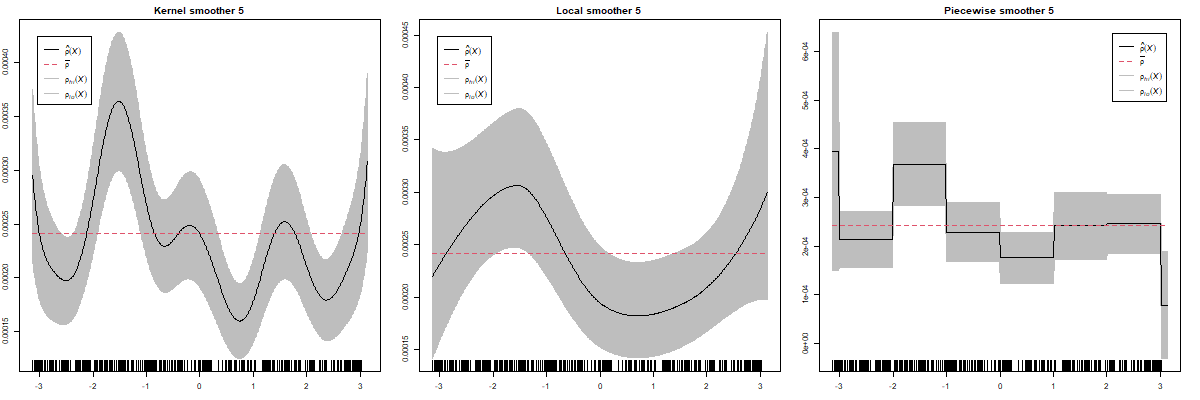 Kernel smoother 5
ρ̂(X)
ρ̄
ρhi(X)
ρlo(X)
0.00040
0.00035
0.00030
0.00025
0.00020
0.00015
-3 -2 -1 0 1 2 3
Local smoother 5
ρ̂(X)
ρ̄
ρhi(X)
ρlo(X)
0.00045
0.00040
0.00035
0.00030
0.00025
0.00020
0.00015
-3 -2 -1 0 1 2 3
Piecewise smoother 5
ρ̂(X)
ρ̄
ρhi(X)
ρlo(X)
6e-04
5e-04
4e-04
3e-04
2e-04
1e-04
0e+00
-3 -2 -1 0 1 2 3